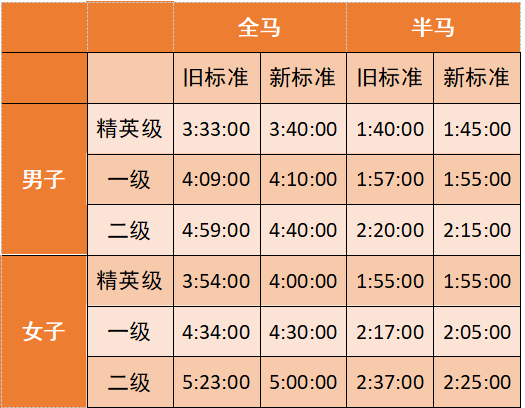 全马 半马
旧标准 新标准 旧标准 新标准
男子 精英级 3:33:00 3:40:00 1:40:00 1:45:00
一级 4:09:00 4:10:00 1:57:00 1:55:00
二级 4:59:00 4:40:00 2:20:00 2:15:00
女子 精英级 3:54:00 4:00:00 1:55:00 1:55:00
一级 4:34:00 4:30:00 2:17:00 2:05:00
二级 5:23:00 5:00:00 2:37:00 2:25:00